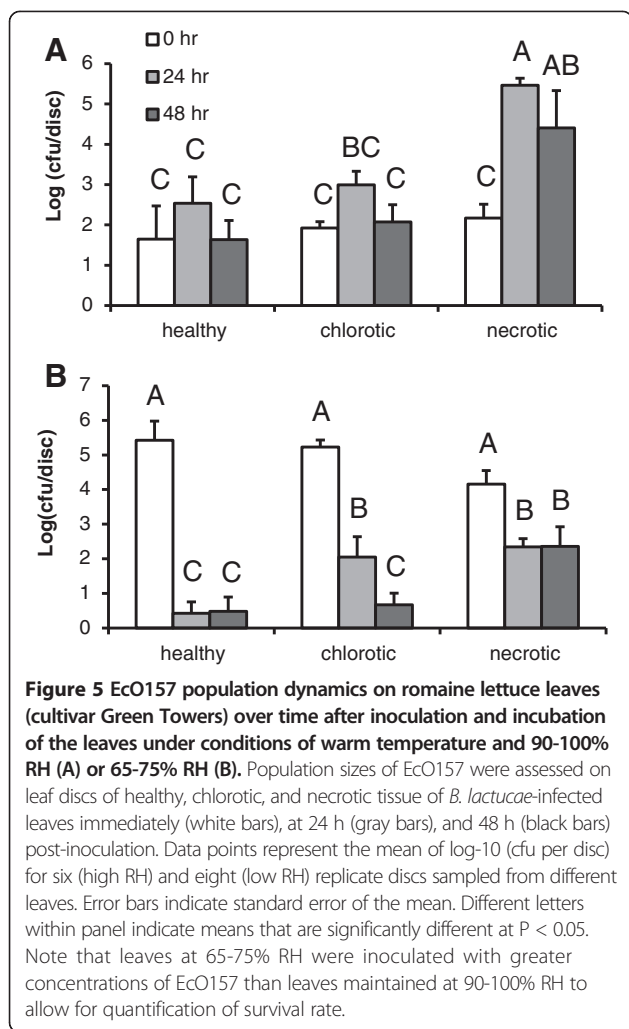 A
0 hr
24 hr
48 hr
Log (cfu/disc)
6
5
4
3
2
1
0
C
C
C
C
BC
C
C
A
AB
healthy
chlorotic
necrotic
B
Log(cfu/disc)
7
6
5
4
3
2
1
0
A
C
C
A
B
C
A
B
B
healthy
chlorotic
necrotic
Figure 5 EcO157 population dynamics on romaine lettuce leaves
(cultivar Green Towers) over time after inoculation and incubation
of the leaves under conditions of warm temperature and 90-100%
RH (A) or 65-75% RH (B). Population sizes of EcO157 were assessed on
leaf discs of healthy, chlorotic, and necrotic tissue of B. lactucae-infected
leaves immediately (white bars), at 24 h (gray bars), and 48 h (black bars)
post-inoculation. Data points represent the mean of log-10 (cfu per disc)
for six (high RH) and eight (low RH) replicate discs sampled from different
leaves. Error bars indicate standard error of the mean. Different letters
within panel indicate means that are significantly different at P < 0.05.
Note that leaves at 65-75% RH were inoculated with greater
concentrations of EcO157 than leaves maintained at 90-100% RH to
allow for quantification of survival rate.